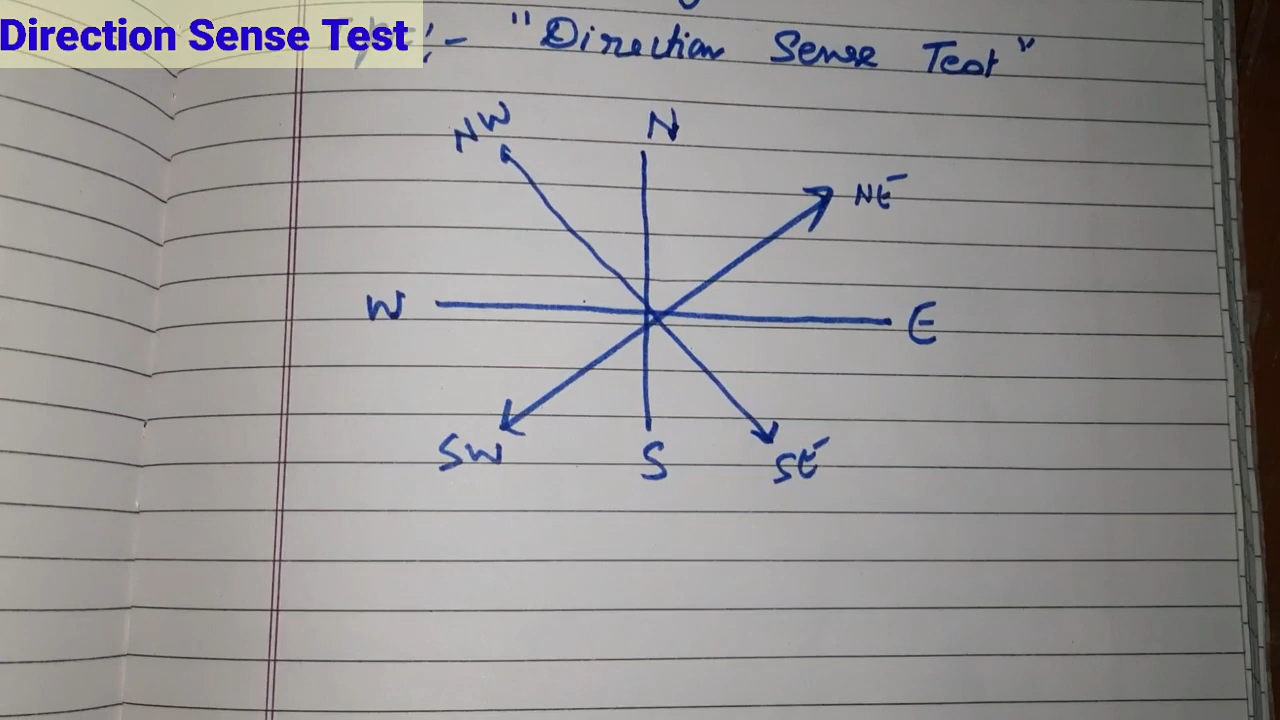 Direction Sense Test
:- "Direction Sense Test"
NW
N
NE
W
E
SW
S
SE